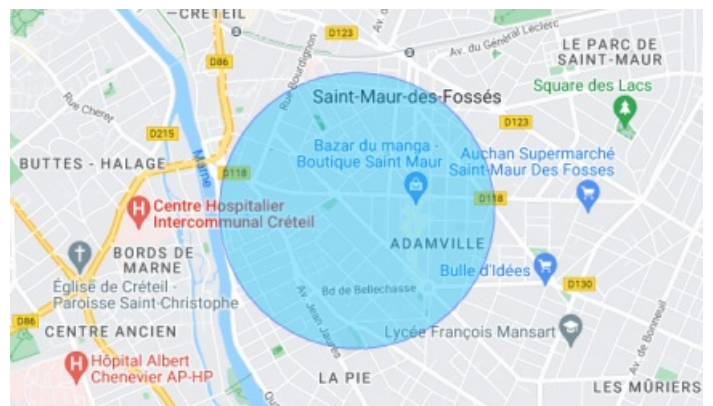 -CRÉTEIL
D123
Av. du Général Leclerc
LE PARC DE
SAINT-MAUR
D86
Rue Bourdignon
Square des Lacs
Rue Cheret
Saint-Maur-des-Fossés
D123
D215
Bazar du manga -
Boutique Saint Maur
Auchan Supermarché
Saint-Maur Des Fosses
BUTTES - HALAGE
Marne
D118
D118
Centre Hospitalier
Intercommunal Créteil
ADAMVILLE
BORDS DE
MARNE
Bulle d'Idées
Église de Créteil -
Paroisse Saint-Christophe
Bd de Bellechasse
D130
D86
CENTRE ANCIEN
Av. Jean Jaurès
Lycée François Mansart
Av. de Bonneuil
Hôpital Albert
Chenevier AP-HP
LA PIE
LES MÛRIERS